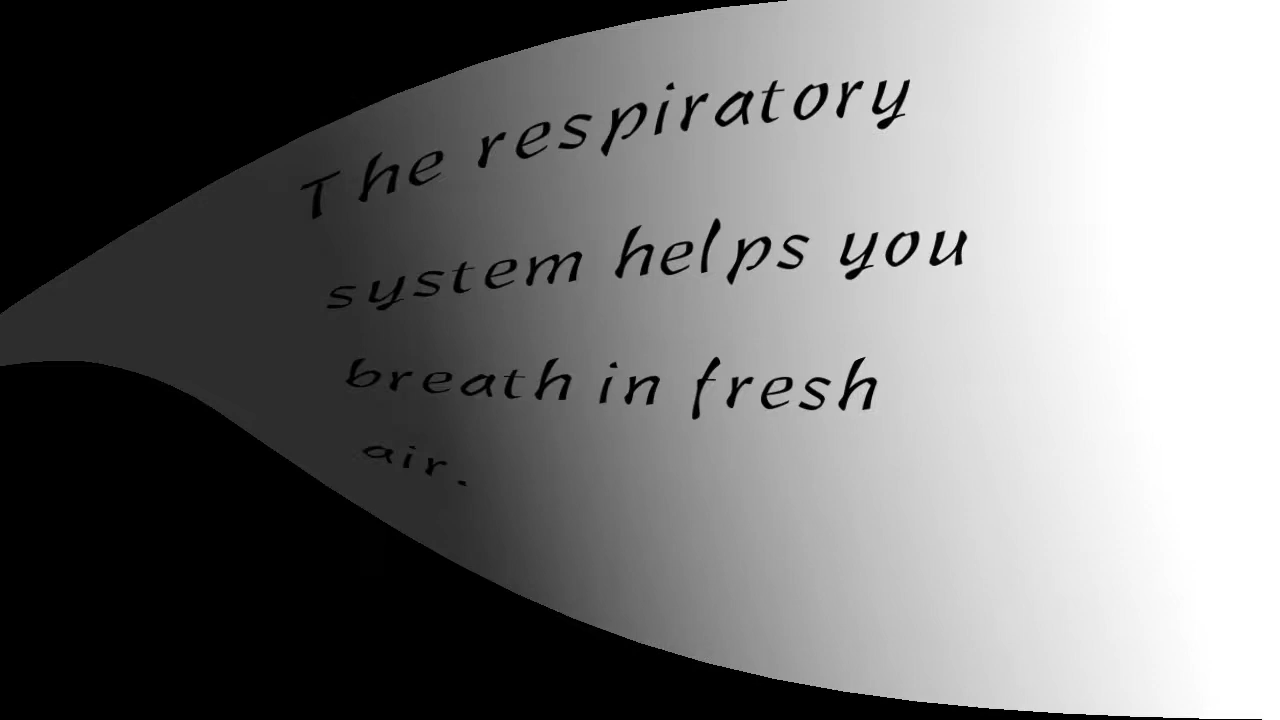 The respiratory
system helps you
breath in fresh
air.